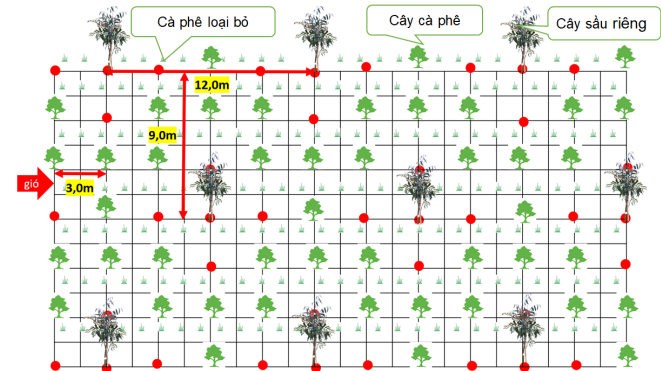 Cà phê loại bỏ
Cây cà phê
Cây sầu riêng
12,0m
9,0m
gió
3,0m